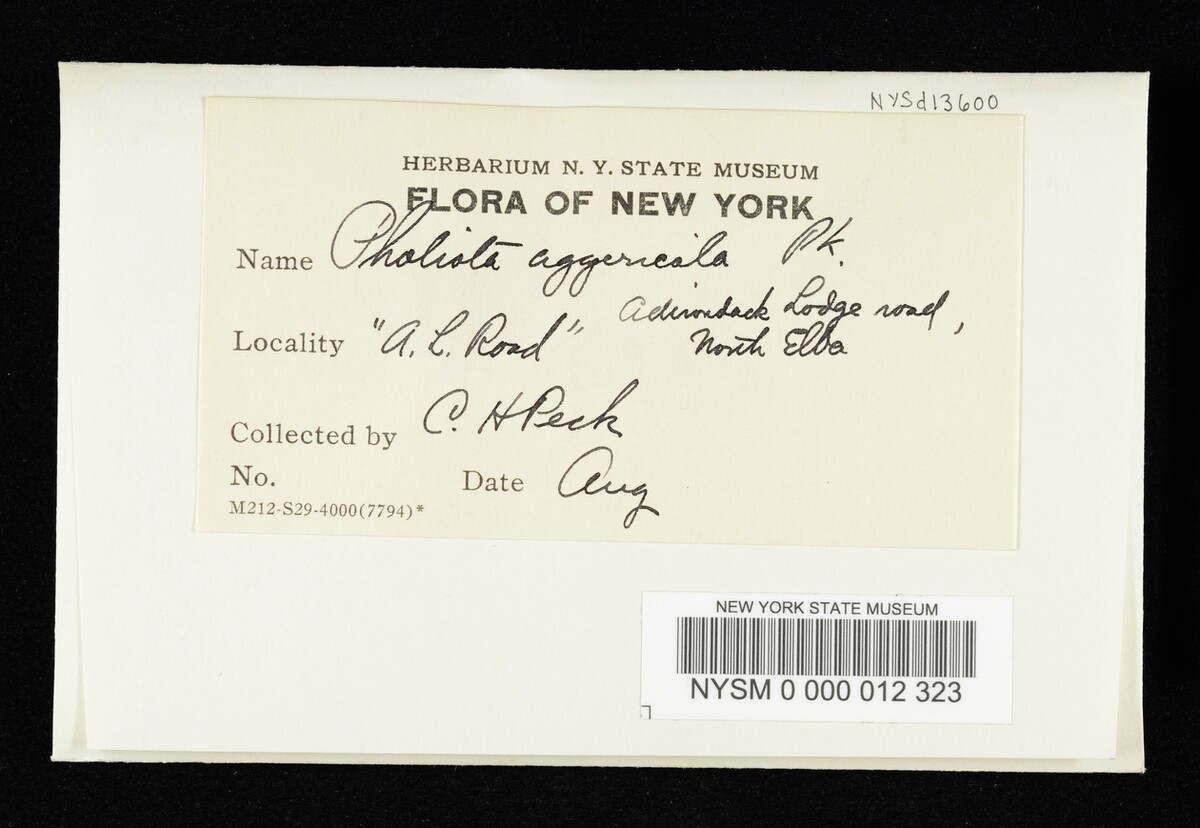 NYSd13600
HERBARIUM N. Y. STATE MUSEUM
FLORA OF NEW YORK
Name Pholiota aggericola Pk.
Locality "A. L. Road" Adirondack Lodge road,
North Elba
Collected by C. H Peck
No. Date Aug
M212-S29-4000(7794)*
NEW YORK STATE MUSEUM
NYSM 0 000 012 323